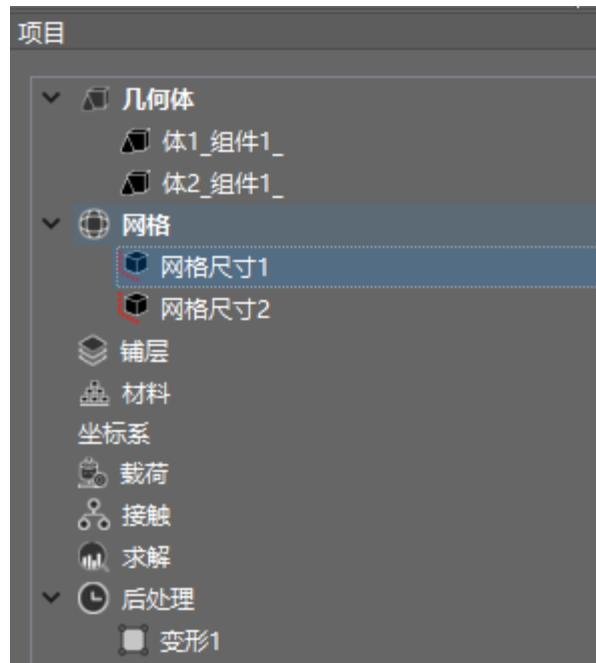 项目
几何体
体1_组件1_
体2_组件1_
网格
网格尺寸1
网格尺寸2
铺层
材料
坐标系
载荷
接触
求解
后处理
变形1